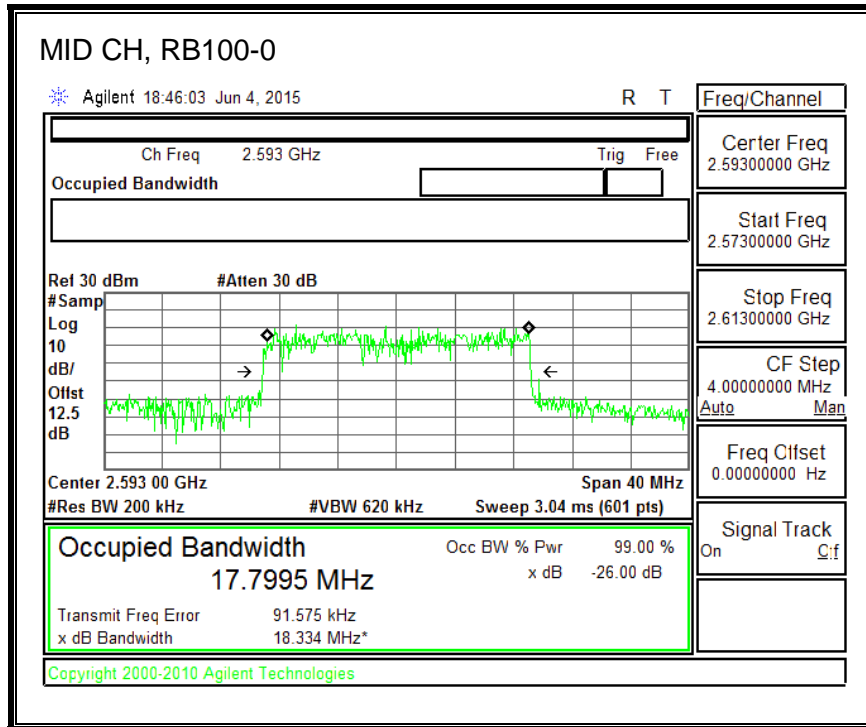 MID CH, RB100-0
Agilent 18:46:03 Jun 4, 2015 R T
Freq/Channel
Ch Freq 2.593 GHz Trig Free
Occupied Bandwidth
Center Freq
2.59300000 GHz
Start Freq
2.57300000 GHz
Stop Freq
2.61300000 GHz
CF Step
4.00000000 MHz
Auto Man
Freq Offset
0.00000000 Hz
Signal Track
On Off
Ref 30 dBm #Atten 30 dB
#Samp
Log
10
dB/
Offst
12.5
dB
Center 2.593 00 GHz Span 40 MHz
#Res BW 200 kHz #VBW 620 kHz Sweep 3.04 ms (601 pts)
Occupied Bandwidth Occ BW % Pwr 99.00 %
17.7995 MHz x dB -26.00 dB
Transmit Freq Error 91.575 kHz
x dB Bandwidth 18.334 MHz*
Copyright 2000-2010 Agilent Technologies